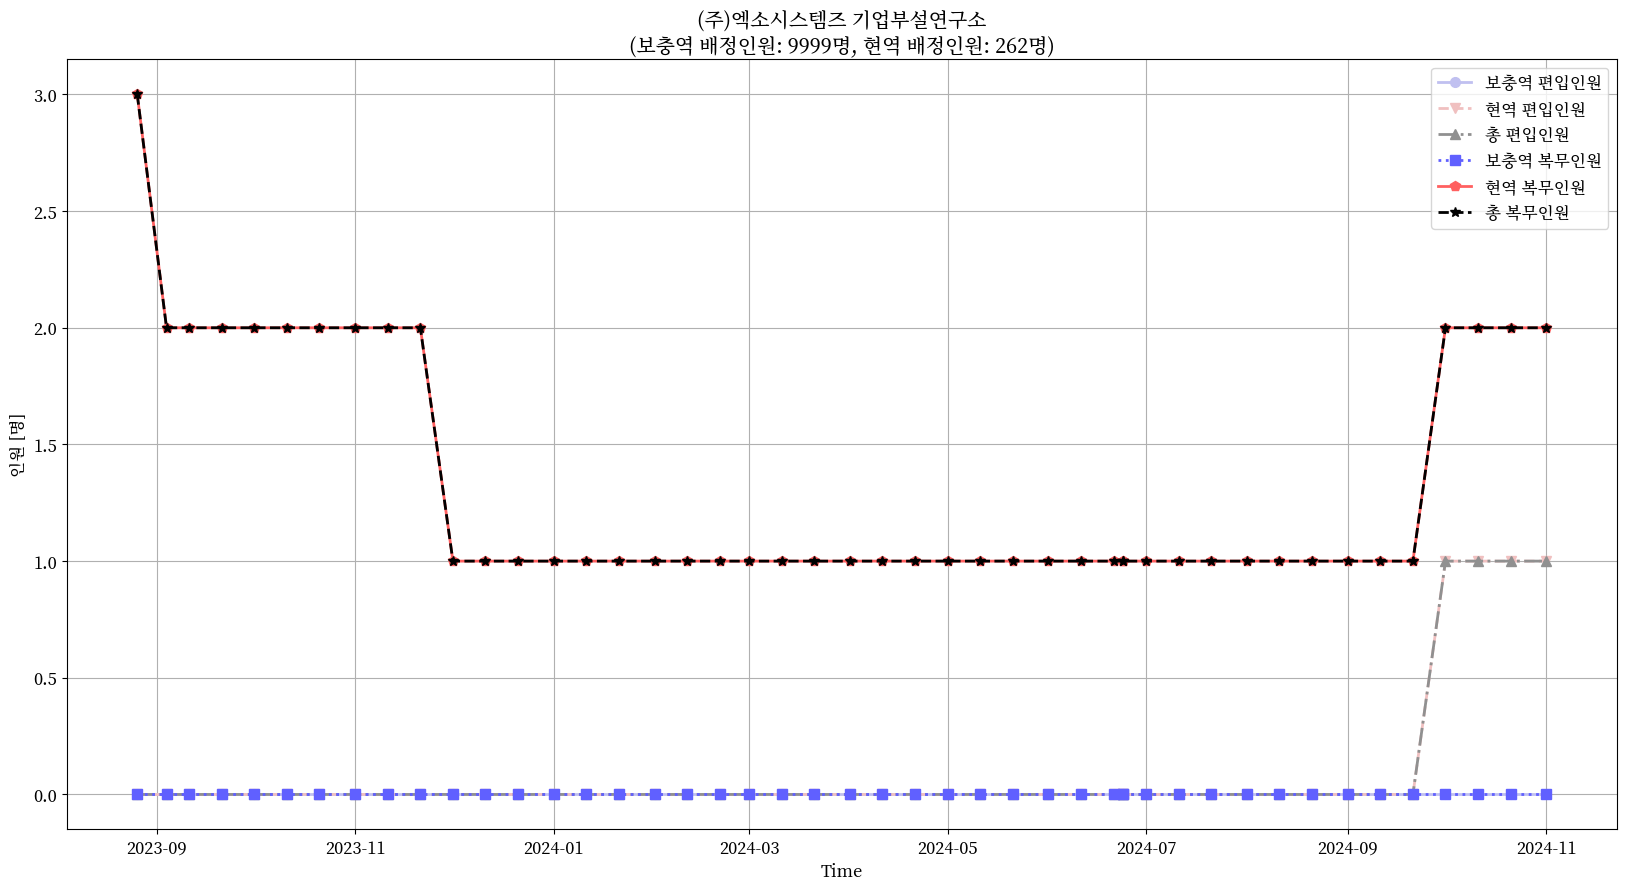 (주)엑소시스템즈 기업부설연구소
(보충역 배정인원: 9999명, 현역 배정인원: 262명)
보충역 편입인원
현역 편입인원
총 편입인원
보충역 복무인원
현역 복무인원
총 복무인원
3.0
2.5
2.0
1.5
1.0
0.5
0.0
인원 [명]
2023-09
2023-11
2024-01
2024-03
2024-05
2024-07
2024-09
2024-11
Time